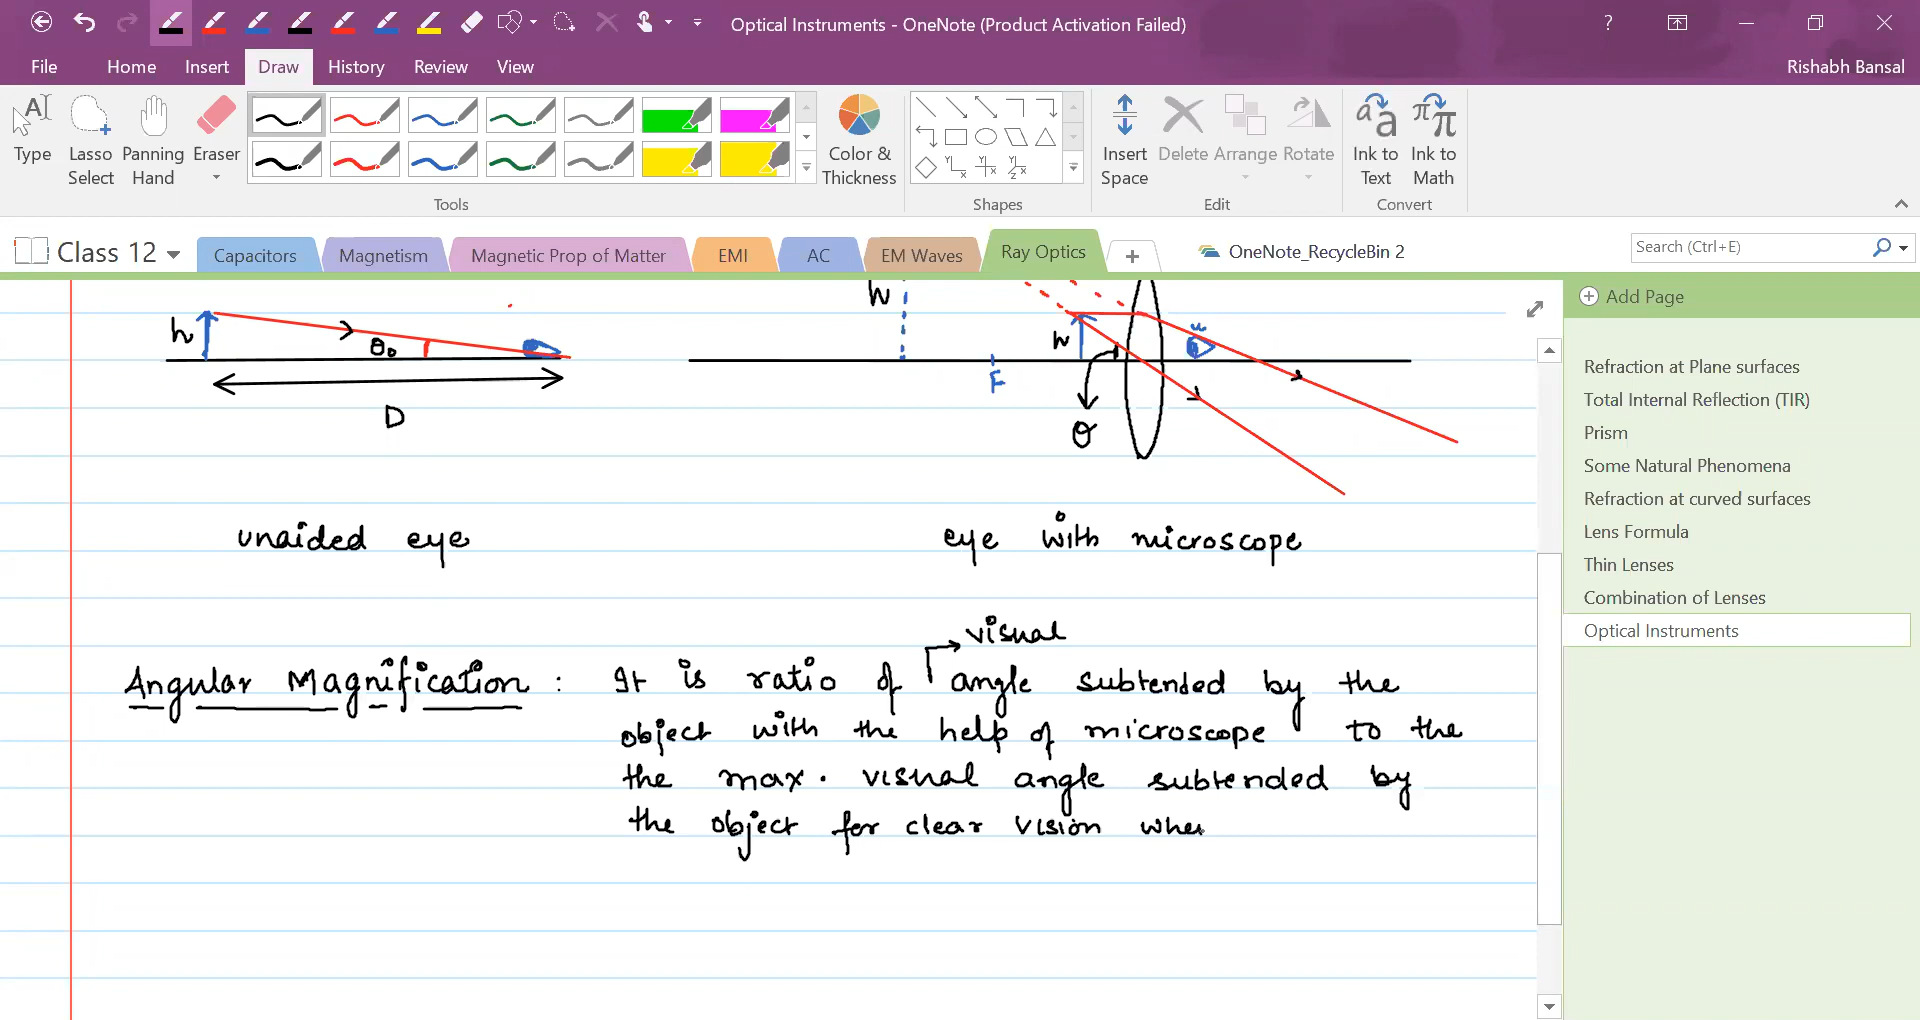 Optical Instruments - OneNote (Product Activation Failed)
?
File Home Insert Draw History Review View
Rishabh Bansal
Type
Lasso Select
Panning Hand
Eraser
Color & Thickness
Insert Space
Delete Arrange Rotate
Ink to Text
Ink to Math
Tools Shapes Edit Convert
Class 12 Capacitors Magnetism Magnetic Prop of Matter EMI AC EM Waves Ray Optics + OneNote_RecycleBin 2
Search (Ctrl+E)
Add Page
Refraction at Plane surfaces
Total Internal Reflection (TIR)
Prism
Some Natural Phenomena
Refraction at curved surfaces
Lens Formula
Thin Lenses
Combination of Lenses
Optical Instruments
h θ₀
D
h
F
θ
unaided eye eye with microscope
visual
Angular Magnification : It is ratio of angle subtended by the
object with the help of microscope to the
the max. visual angle subtended by
the object for clear vision whe